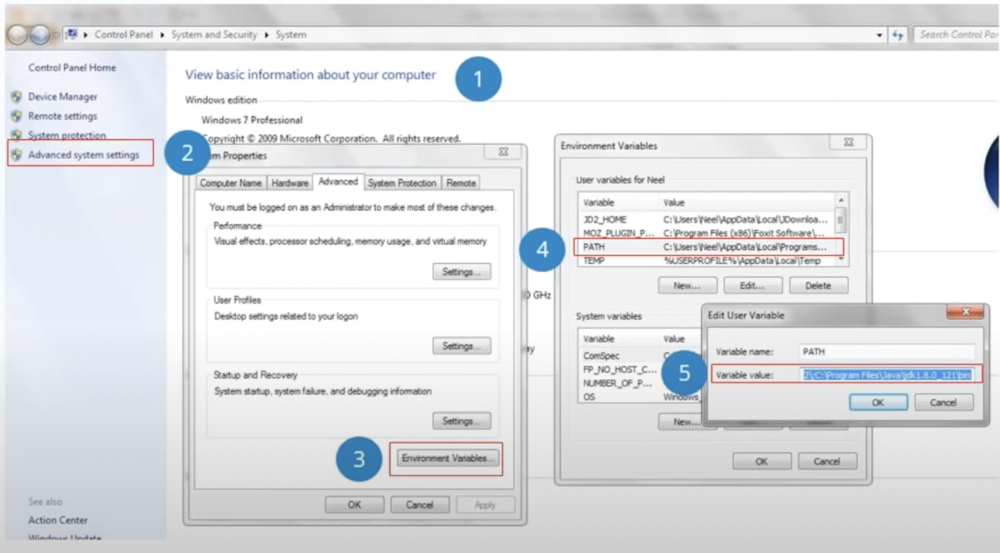 Control Panel ▸ System and Security ▸ System
Search Control Par
Control Panel Home
Device Manager
Remote settings
System protection
Advanced system settings
See also
Action Center
Windows Update
View basic information about your computer
1
Windows edition
Windows 7 Professional
Copyright © 2009 Microsoft Corporation. All rights reserved.
2
em Properties
Computer Name Hardware Advanced System Protection Remote
You must be logged on as an Administrator to make most of these changes.
Performance
Visual effects, processor scheduling, memory usage, and virtual memory
Settings...
User Profiles
Desktop settings related to your logon
Settings...
Startup and Recovery
System startup, system failure, and debugging information
Settings...
3
Environment Variables...
OK Cancel Apply
0 GHz
ay
Environment Variables
User variables for Neel
Variable Value
JD2_HOME C:\Users\Neel\AppData\Local\JDownloa...
MOZ_PLUGIN_P... C:\Program Files (x86)\Foxit Software\...
4
PATH C:\Users\Neel\AppData\Local\Programs...
TEMP %USERPROFILE%\AppData\Local\Temp
New... Edit... Delete
System variables
Variable Value
ComSpec C:
FP_NO_HOST_C...
NUMBER_OF_P...
OS Windows_
New...
OK Cancel
5
Edit User Variable
Variable name: PATH
Variable value: 2\;C:\Program Files\Java\jdk1.8.0_121\bin
OK Cancel